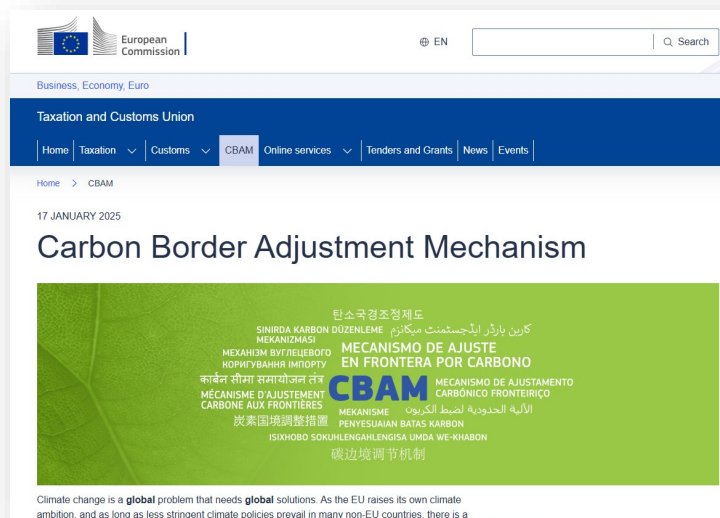 European
Commission
EN
Search
Business, Economy, Euro
Taxation and Customs Union
Home Taxation Customs CBAM Online services Tenders and Grants News Events
Home > CBAM
17 JANUARY 2025
Carbon Border Adjustment Mechanism
탄소국경조정제도
SINIRDA KARBON DÜZENLEME
MEKANIZMASI
کاربن بارڈر ایڈجسٹمنٹ میکانزم
МЕХАНІЗМ ВУГЛЕЦЕВОГО
КОРИГУВАННЯ ІМПОРТУ
MECANISMO DE AJUSTE
EN FRONTERA POR CARBONO
कार्बन सीमा समायोजन तंत्र
MÉCANISME D'AJUSTEMENT
CARBONE AUX FRONTIÈRES
CBAM
MECANISMO DE AJUSTAMENTO
CARBÓNICO FRONTEIRIÇO
炭素国境調整措置
MEKANISME
PENYESUAIAN BATAS KARBON
الآلية الحدودية لضبط الكربون
ISIXHOBO SOKUHLENGAHLENGISA UMDA WE-KHABON
碳边境调节机制
Climate change is a global problem that needs global solutions. As the EU raises its own climate
ambition, and as long as less stringent climate policies prevail in many non-EU countries, there is a